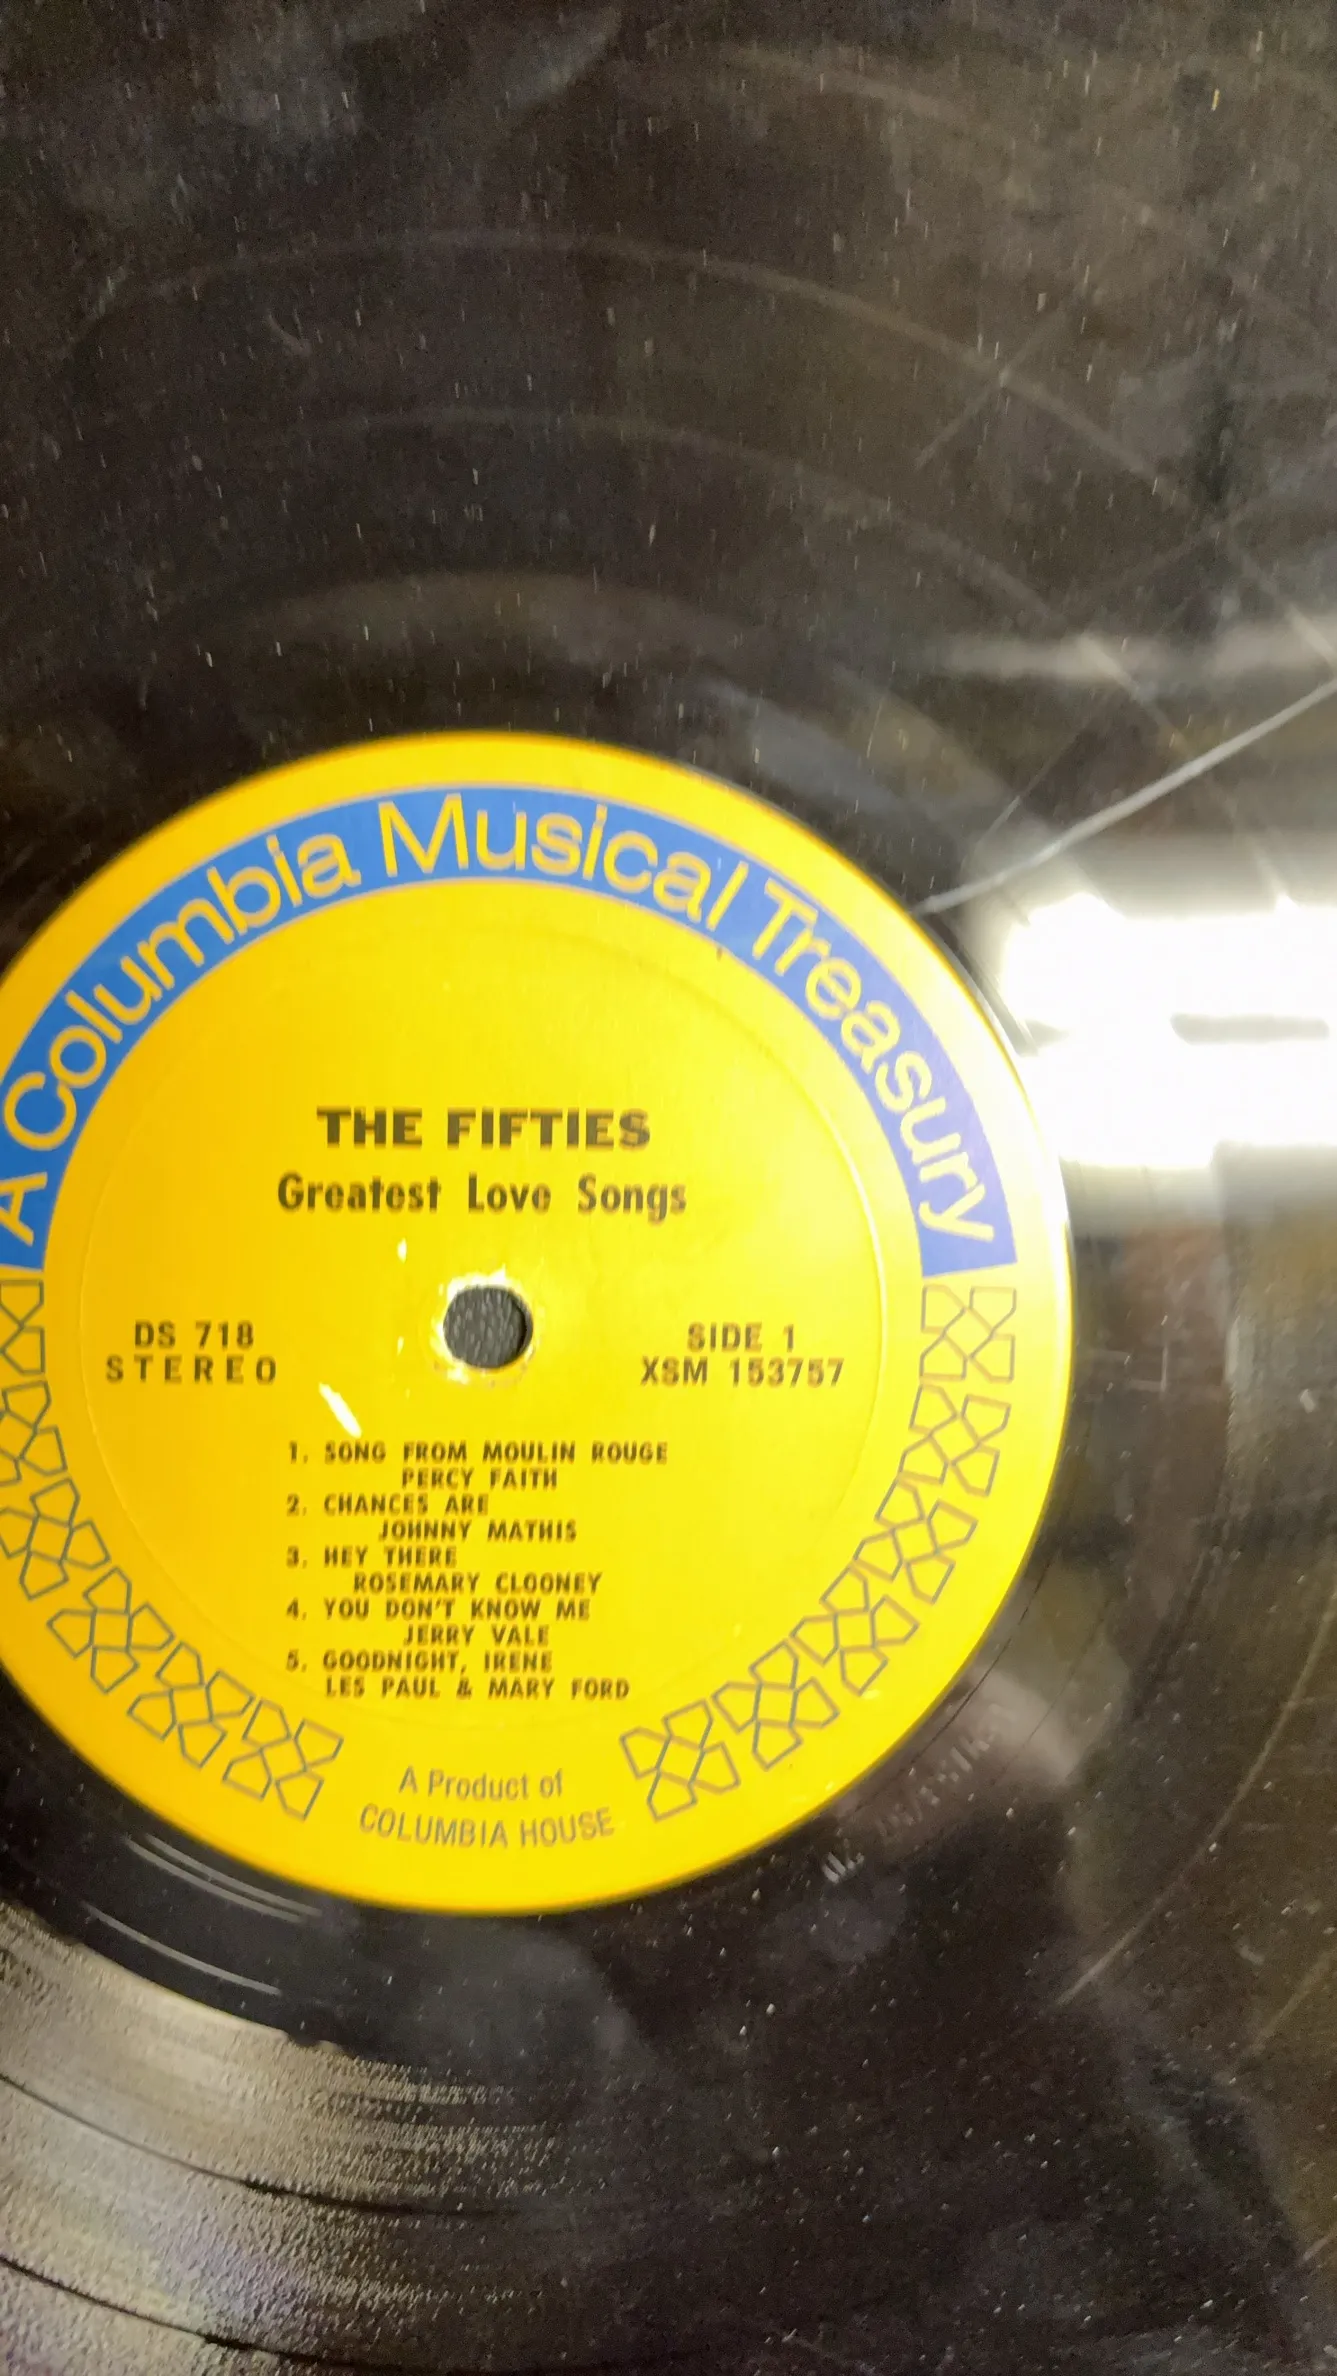 A Columbia Musical Treasury
THE FIFTIES
Greatest Love Songs
DS 718
STEREO
SIDE 1
XSM 153757
1. SONG FROM MOULIN ROUGE
PERCY FAITH
2. CHANCES ARE
JOHNNY MATHIS
3. HEY THERE
ROSEMARY CLOONEY
4. YOU DON'T KNOW ME
JERRY VALE
5. GOODNIGHT, IRENE
LES PAUL & MARY FORD
A Product of
COLUMBIA HOUSE